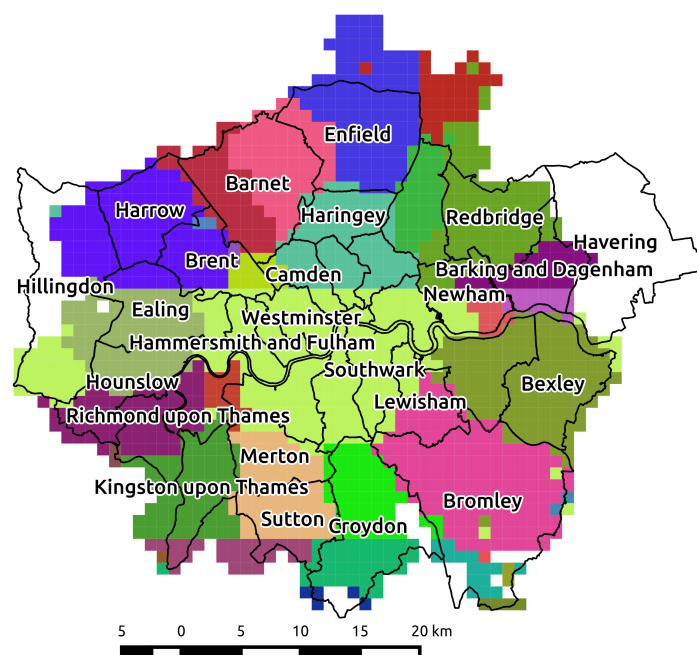 Enfield
Barnet
Harrow
Haringey
Redbridge
Havering
Brent
Camden
Barking and Dagenham
Hillingdon
Newham
Ealing
Westminster
Hammersmith and Fulham
Southwark
Hounslow
Bexley
Lewisham
Richmond upon Thames
Merton
Kingston upon Thames
Bromley
Sutton
Croydon
5 0 5 10 15 20 km